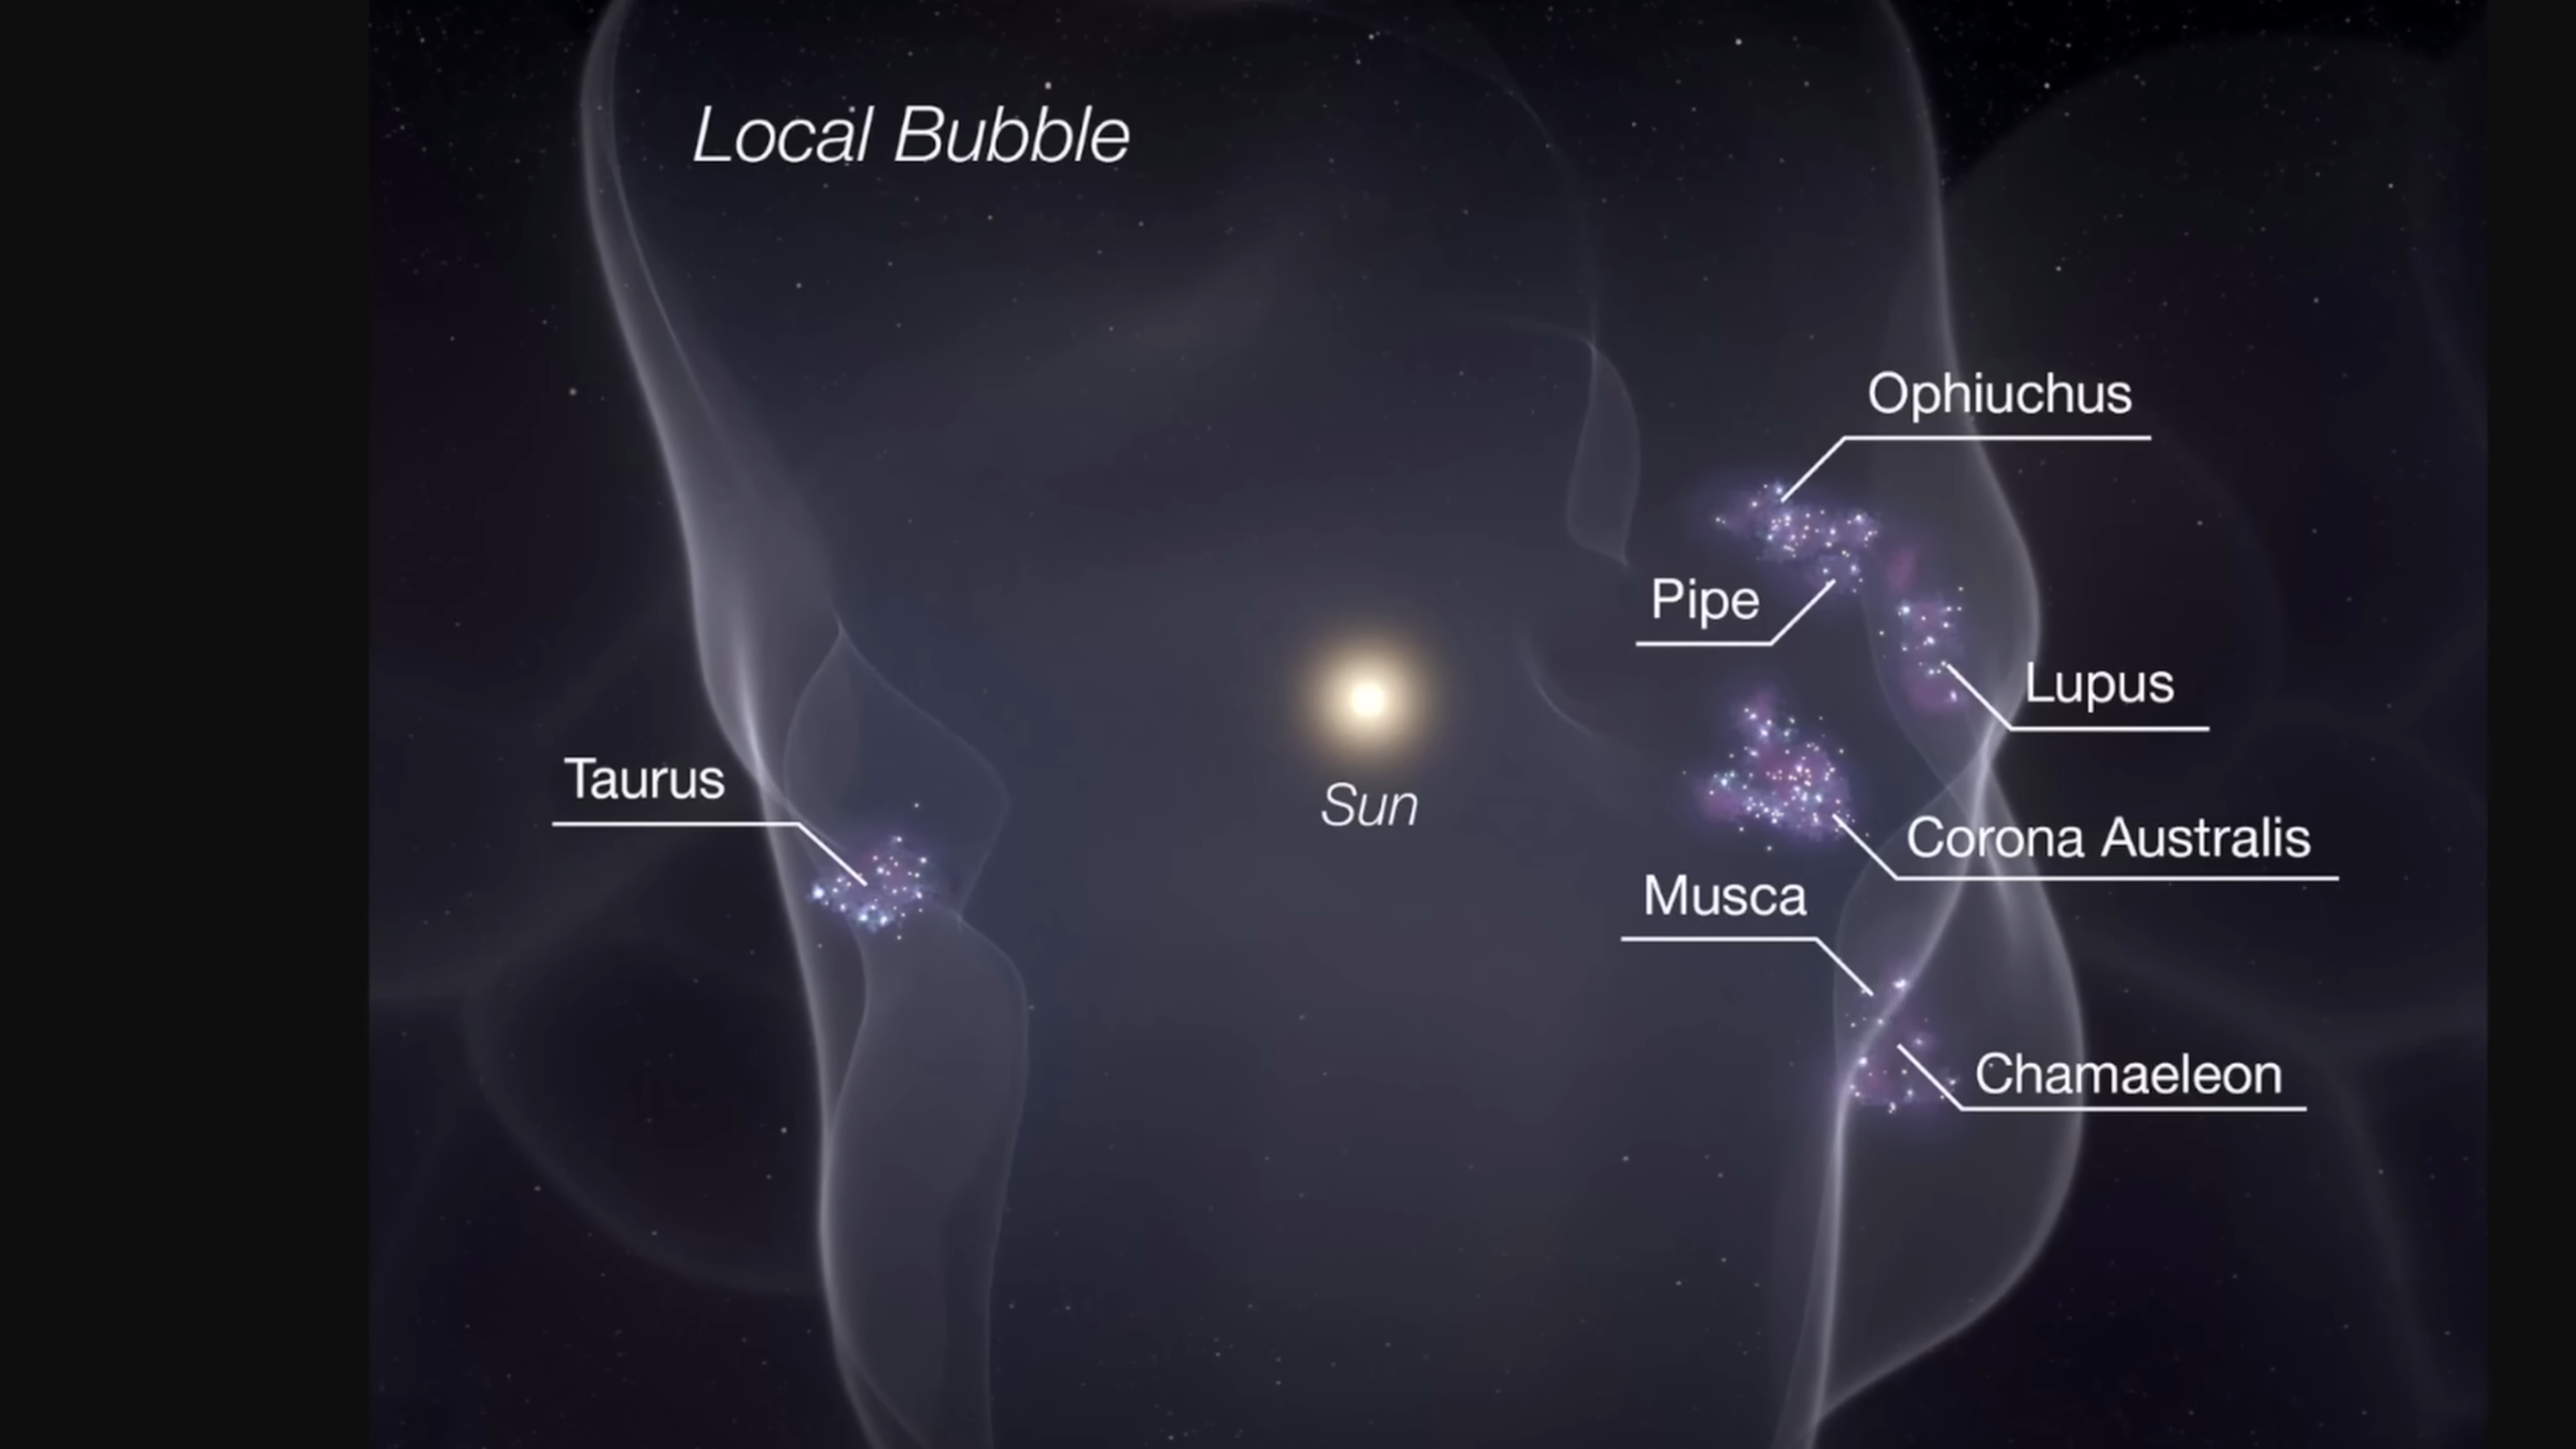 Local Bubble
Ophiuchus
Pipe
Lupus
Taurus
Sun
Corona Australis
Musca
Chamaeleon